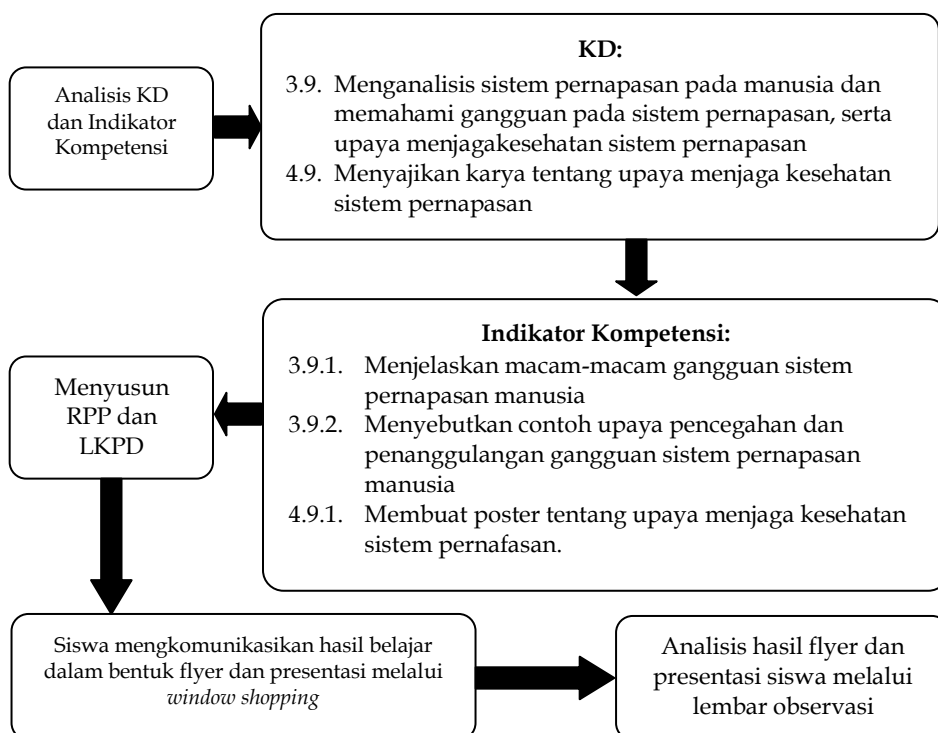 Analisis KD
dan Indikator
Kompetensi
KD:
3.9. Menganalisis sistem pernapasan pada manusia dan
memahami gangguan pada sistem pernapasan, serta
upaya menjagakesehatan sistem pernapasan
4.9. Menyajikan karya tentang upaya menjaga kesehatan
sistem pernapasan
Indikator Kompetensi:
3.9.1. Menjelaskan macam-macam gangguan sistem
pernapasan manusia
3.9.2. Menyebutkan contoh upaya pencegahan dan
penanggulangan gangguan sistem pernapasan
manusia
4.9.1. Membuat poster tentang upaya menjaga kesehatan
sistem pernafasan.
Menyusun
RPP dan
LKPD
Siswa mengkomunikasikan hasil belajar
dalam bentuk flyer dan presentasi melalui
window shopping
Analisis hasil flyer dan
presentasi siswa melalui
lembar observasi